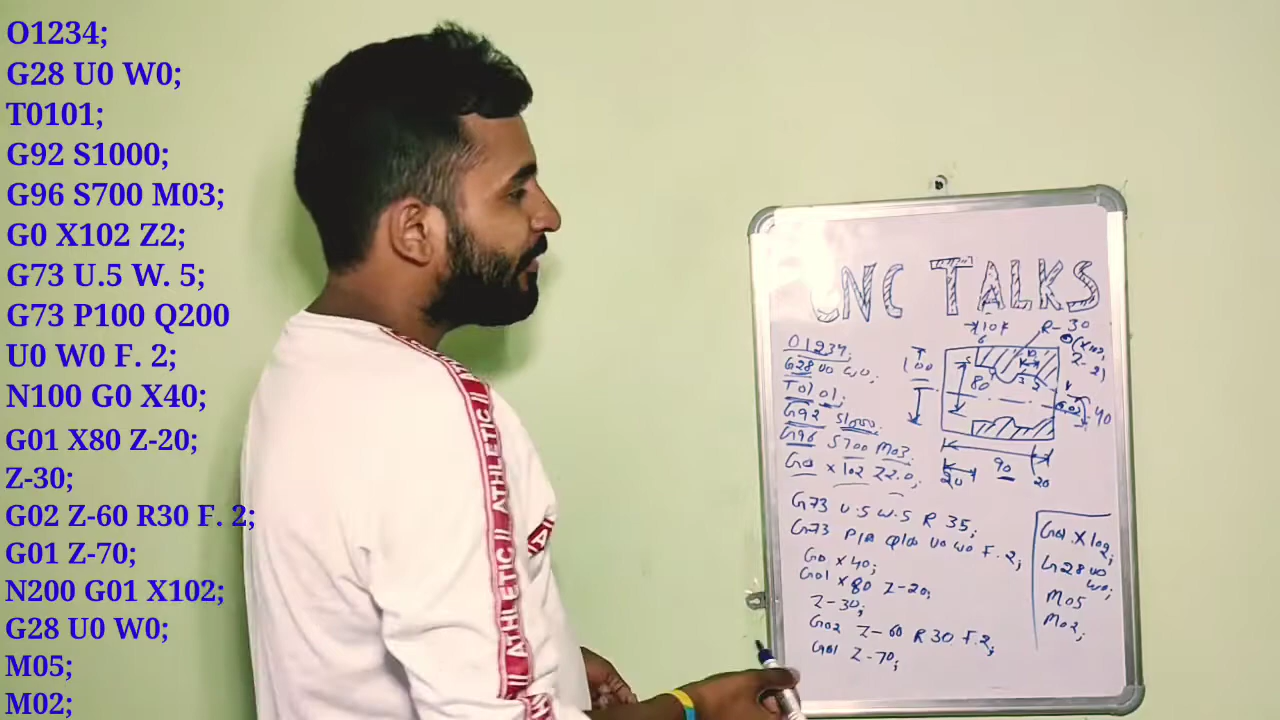 O1234;
G28 U0 W0;
T0101;
G92 S1000;
G96 S700 M03;
G0 X102 Z2;
G73 U.5 W. 5;
G73 P100 Q200
U0 W0 F. 2;
N100 G0 X40;
G01 X80 Z-20;
Z-30;
G02 Z-60 R30 F. 2;
G01 Z-70;
N200 G01 X102;
G28 U0 W0;
M05;
M02;
ATHLETIC || ATHLETIC || ATHLETIC ||
CNC TALKS
O1234;
G28 U0 W0;
T0101;
G92 S1000;
G96 S700 M03;
G0 X102 Z2.0;
G73 U.5 W.5 R 35;
G73 U0 W0 F.2;
G0 X40;
G01 X80 Z-20;
Z-30;
G02 Z-60 R30 F.2;
G01 Z-70;
10
R-30
100
80
40
20
90
20
G01 X102;
G28 U0
W0;
M05
M02;